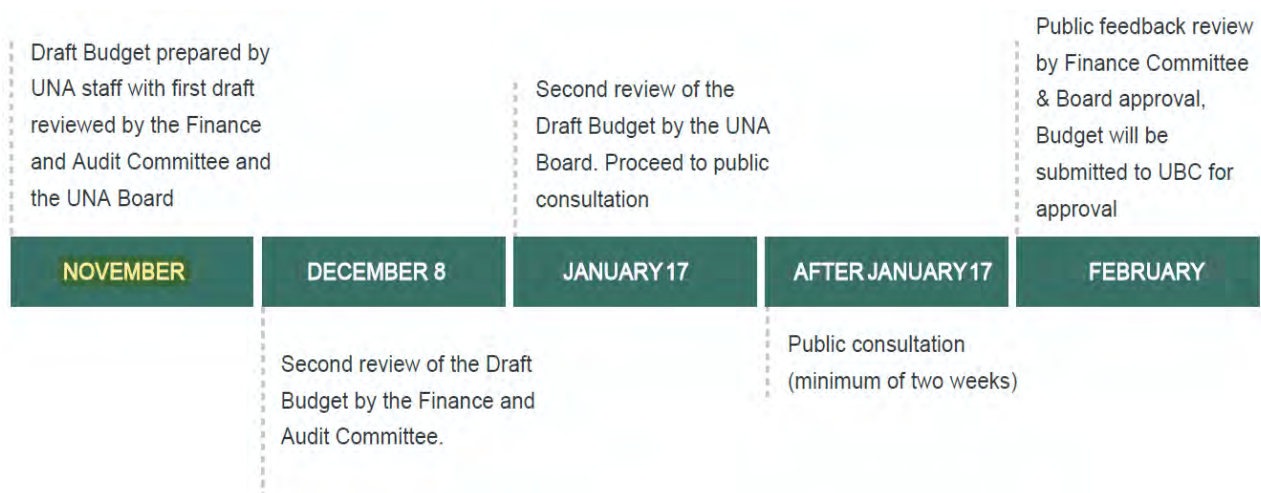 Draft Budget prepared by
UNA staff with first draft
reviewed by the Finance
and Audit Committee and
the UNA Board
Second review of the
Draft Budget by the UNA
Board. Proceed to public
consultation
Public feedback review
by Finance Committee
& Board approval,
Budget will be
submitted to UBC for
approval
NOVEMBER
DECEMBER 8
JANUARY 17
AFTER JANUARY 17
FEBRUARY
Second review of the Draft
Budget by the Finance and
Audit Committee.
Public consultation
(minimum of two weeks)